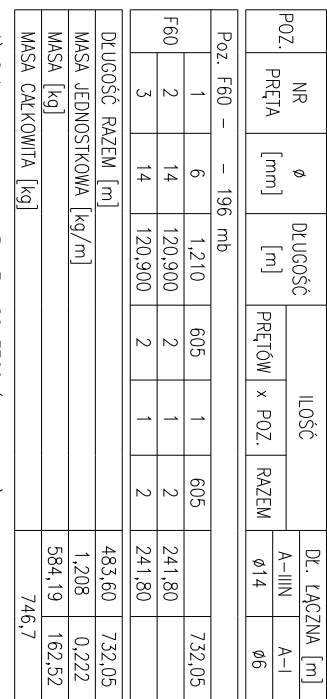 POZ. NR PRĘTA ø [mm] DŁUGOŚĆ [m] ILOŚĆ DŁ. ŁĄCZNA [m]
PRĘTÓW x POZ. RAZEM A-IIIN A-I
ø14 ø6
Poz. F60 - - 196 mb
F60
1 6 1,210 605 1 605 732,05
2 14 120,900 2 1 2 241,80
3 14 120,900 2 1 2 241,80
DŁUGOŚĆ RAZEM [m] 483,60 732,05
MASA JEDNOSTKOWA [kg/m] 1,208 0,222
MASA [kg] 584,19 162,52
MASA CAŁKOWITA [kg] 746,7